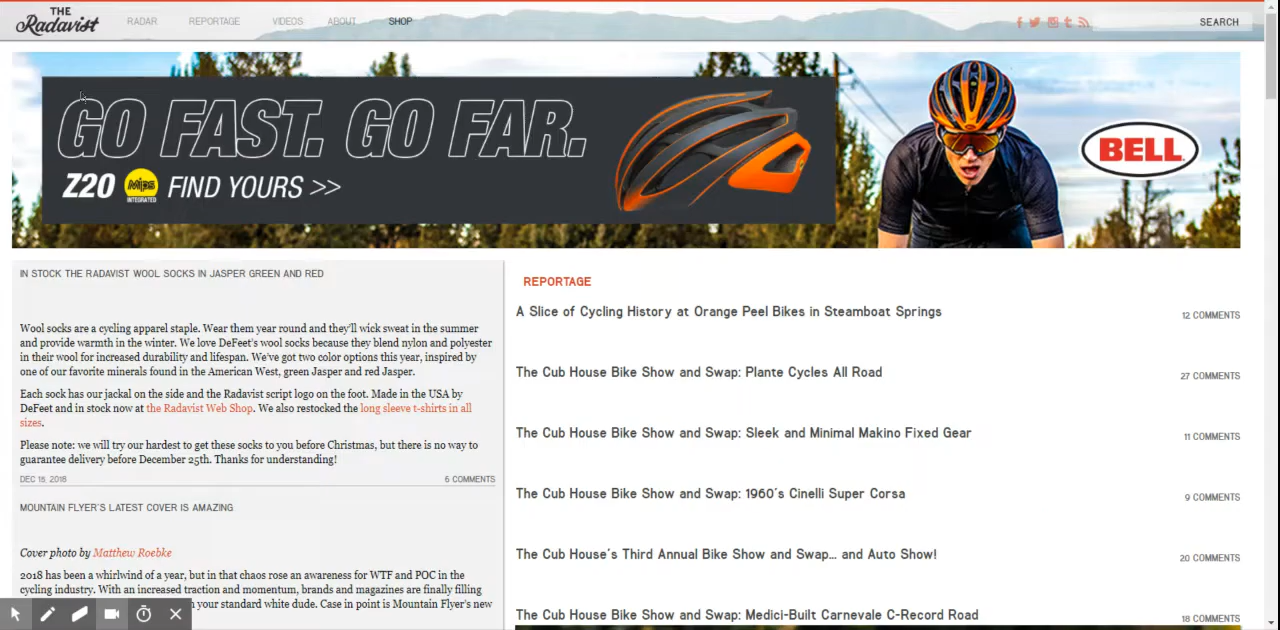 THE
Radavist
RADAR REPORTAGE VIDEOS ABOUT SHOP
SEARCH
GO FAST. GO FAR.
Z20 Mips INTEGRATED FIND YOURS >>
BELL
IN STOCK THE RADAVIST WOOL SOCKS IN JASPER GREEN AND RED
Wool socks are a cycling apparel staple. Wear them year round and they'll wick sweat in the summer
and provide warmth in the winter. We love DeFeet's wool socks because they blend nylon and polyester
in their wool for increased durability and lifespan. We've got two color options this year, inspired by
one of our favorite minerals found in the American West, green Jasper and red Jasper.
Each sock has our jackal on the side and the Radavist script logo on the foot. Made in the USA by
DeFeet and in stock now at the Radavist Web Shop. We also restocked the long sleeve t-shirts in all
sizes.
Please note: we will try our hardest to get these socks to you before Christmas, but there is no way to
guarantee delivery before December 25th. Thanks for understanding!
DEC 18, 2018 6 COMMENTS
MOUNTAIN FLYER'S LATEST COVER IS AMAZING
Cover photo by Matthew Roebke
2018 has been a whirlwind of a year, but in that chaos rose an awareness for WTF and POC in the
cycling industry. With an increased traction and momentum, brands and magazines are finally filling
your standard white dude. Case in point is Mountain Flyer's new
REPORTAGE
A Slice of Cycling History at Orange Peel Bikes in Steamboat Springs 12 COMMENTS
The Cub House Bike Show and Swap: Plante Cycles All Road 27 COMMENTS
The Cub House Bike Show and Swap: Sleek and Minimal Makino Fixed Gear 11 COMMENTS
The Cub House Bike Show and Swap: 1960's Cinelli Super Corsa 9 COMMENTS
The Cub House's Third Annual Bike Show and Swap... and Auto Show! 20 COMMENTS
The Cub House Bike Show and Swap: Medici-Built Carnevale C-Record Road 18 COMMENTS